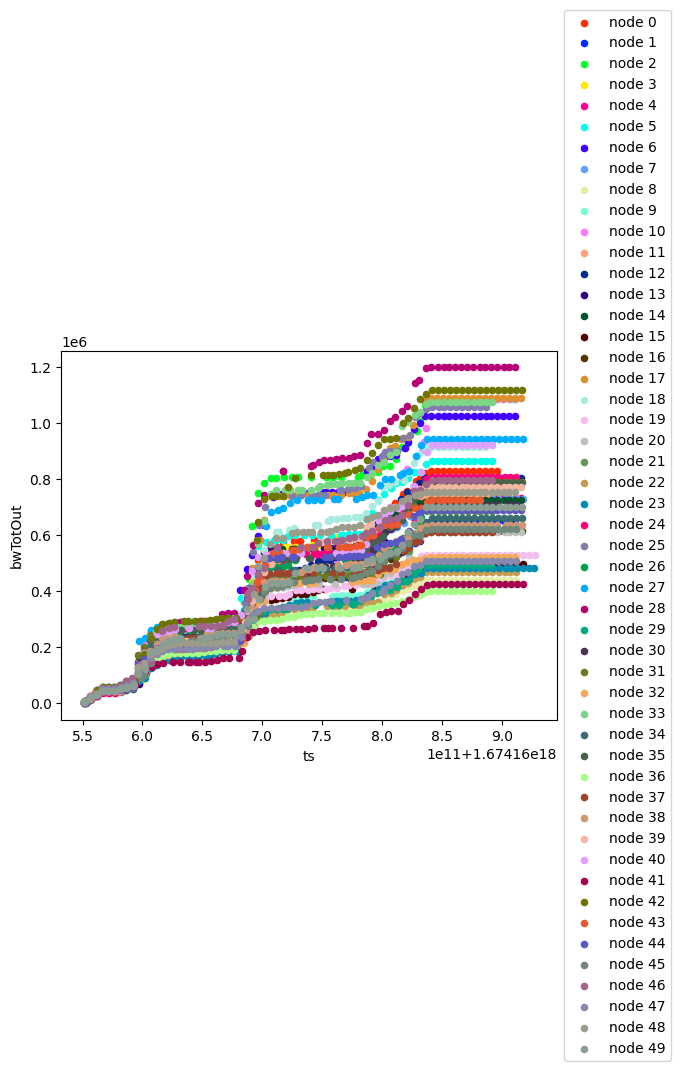 1e6
1.2
1.0
0.8
0.6
0.4
0.2
0.0
bwTotOut
5.5 6.0 6.5 7.0 7.5 8.0 8.5 9.0
1e11+1.67416e18
ts
node 0
node 1
node 2
node 3
node 4
node 5
node 6
node 7
node 8
node 9
node 10
node 11
node 12
node 13
node 14
node 15
node 16
node 17
node 18
node 19
node 20
node 21
node 22
node 23
node 24
node 25
node 26
node 27
node 28
node 29
node 30
node 31
node 32
node 33
node 34
node 35
node 36
node 37
node 38
node 39
node 40
node 41
node 42
node 43
node 44
node 45
node 46
node 47
node 48
node 49